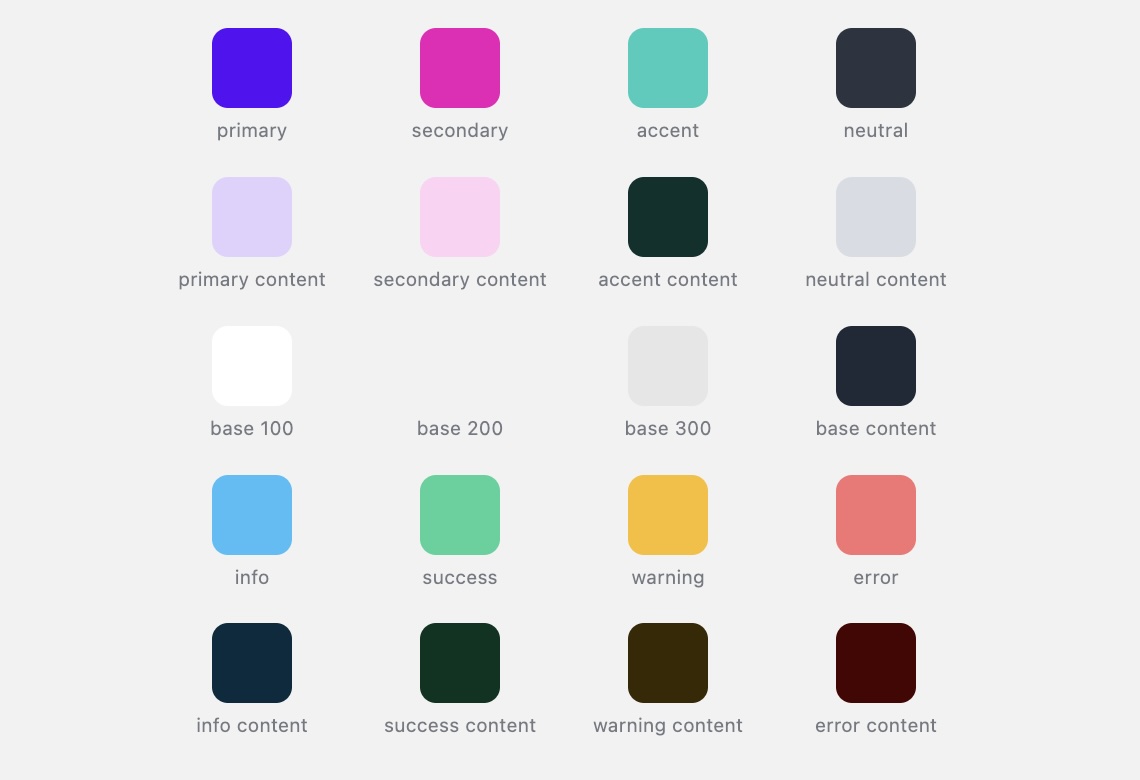 primary
secondary
accent
neutral
primary content
secondary content
accent content
neutral content
base 100
base 200
base 300
base content
info
success
warning
error
info content
success content
warning content
error content